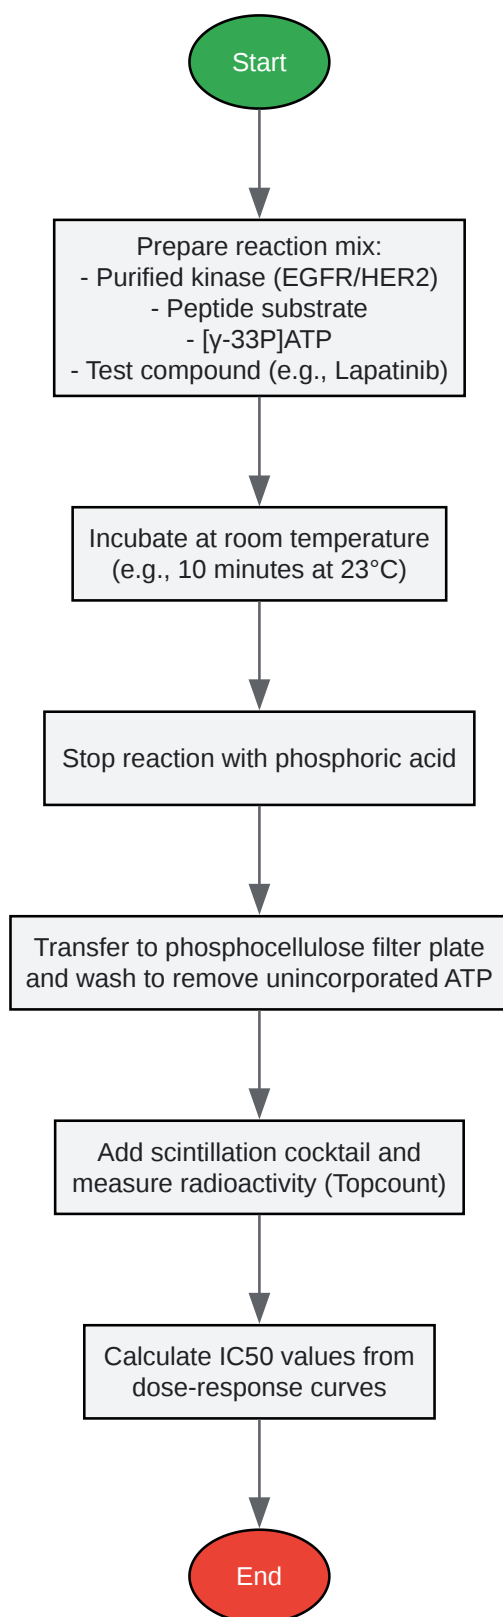 Start
Prepare reaction mix:
- Purified kinase (EGFR/HER2)
- Peptide substrate
- [γ-33P]ATP
- Test compound (e.g., Lapatinib)
Incubate at room temperature
(e.g., 10 minutes at 23°C)
Stop reaction with phosphoric acid
Transfer to phosphocellulose filter plate
and wash to remove unincorporated ATP
Add scintillation cocktail and
measure radioactivity (Topcount)
Calculate IC50 values from
dose-response curves
End